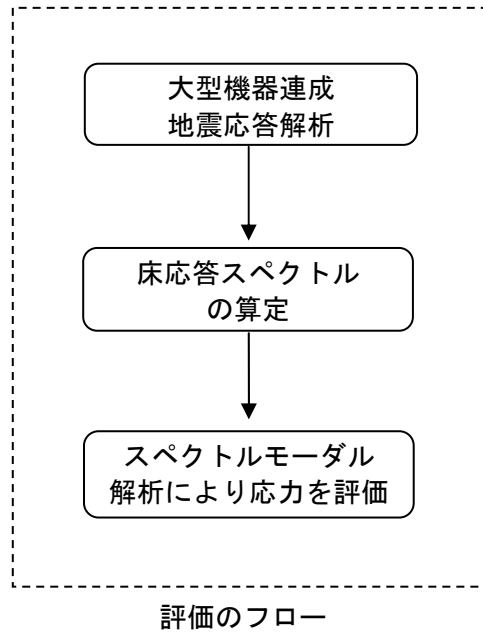 大型機器連成
地震応答解析
床応答スペクトル
の算定
スペクトルモーダル
解析により応力を評価
評価のフロー